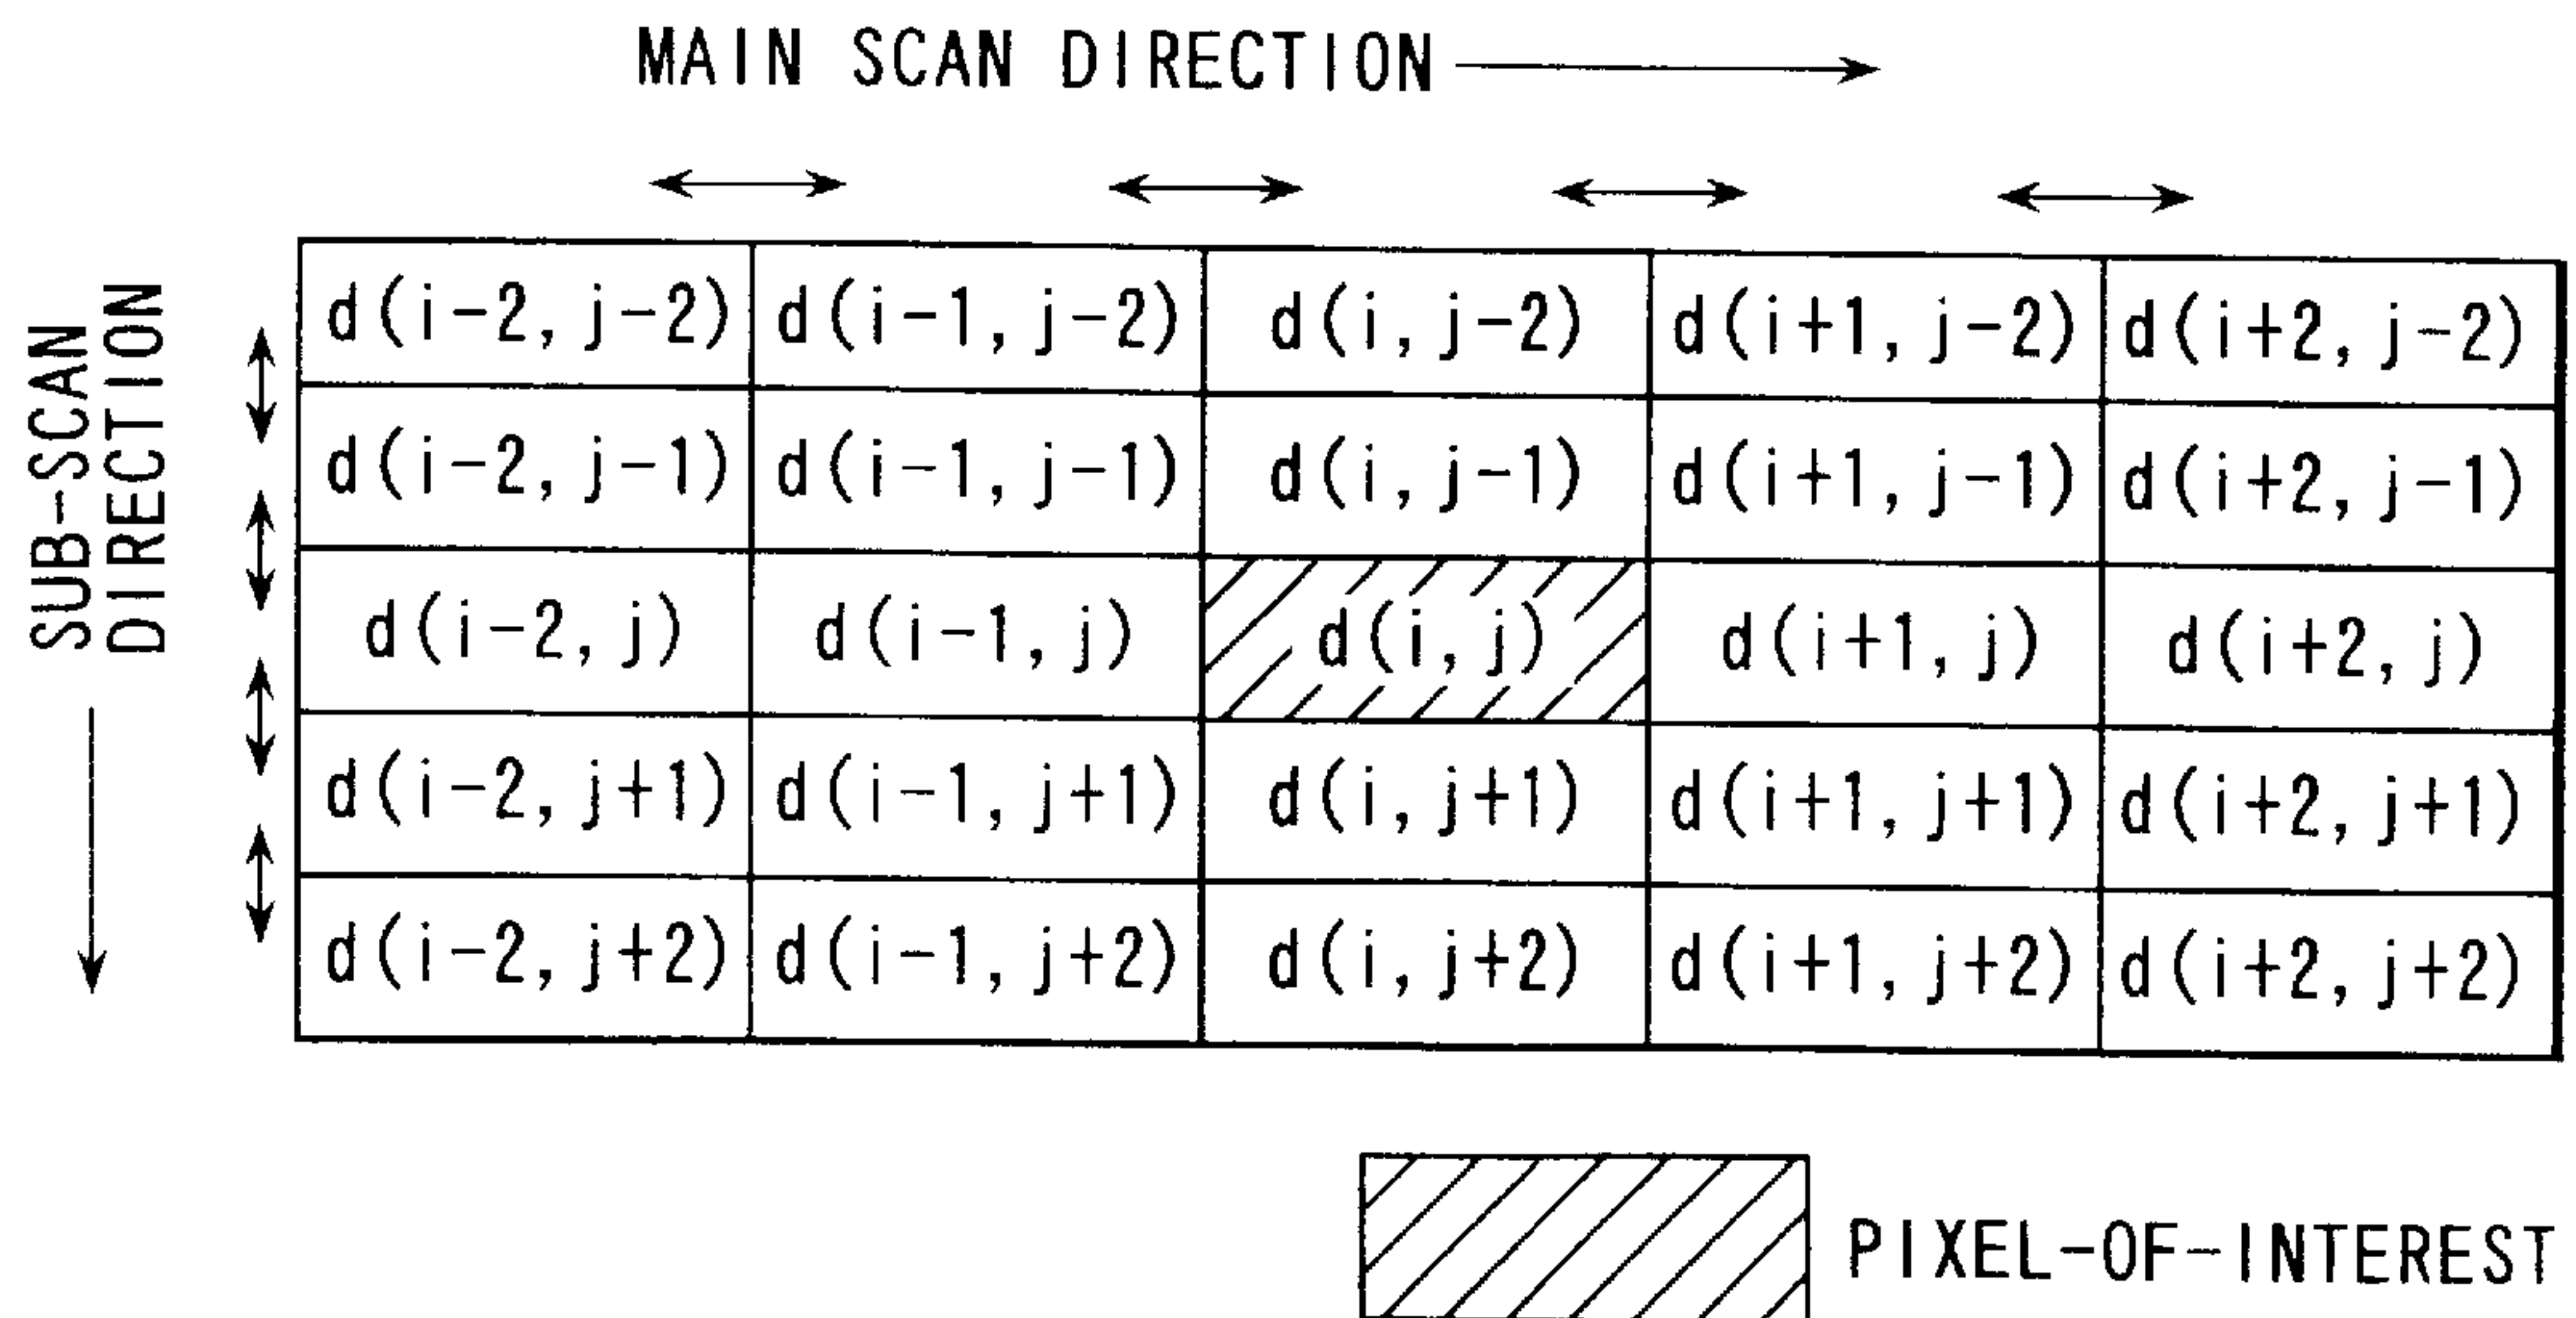 MAIN SCAN DIRECTION
SUB-SCAN
DIRECTION
d(i-2, j-2) d(i-1, j-2) d(i, j-2) d(i+1, j-2) d(i+2, j-2)
d(i-2, j-1) d(i-1, j-1) d(i, j-1) d(i+1, j-1) d(i+2, j-1)
d(i-2, j) d(i-1, j) d(i, j) d(i+1, j) d(i+2, j)
d(i-2, j+1) d(i-1, j+1) d(i, j+1) d(i+1, j+1) d(i+2, j+1)
d(i-2, j+2) d(i-1, j+2) d(i, j+2) d(i+1, j+2) d(i+2, j+2)
PIXEL-OF-INTEREST